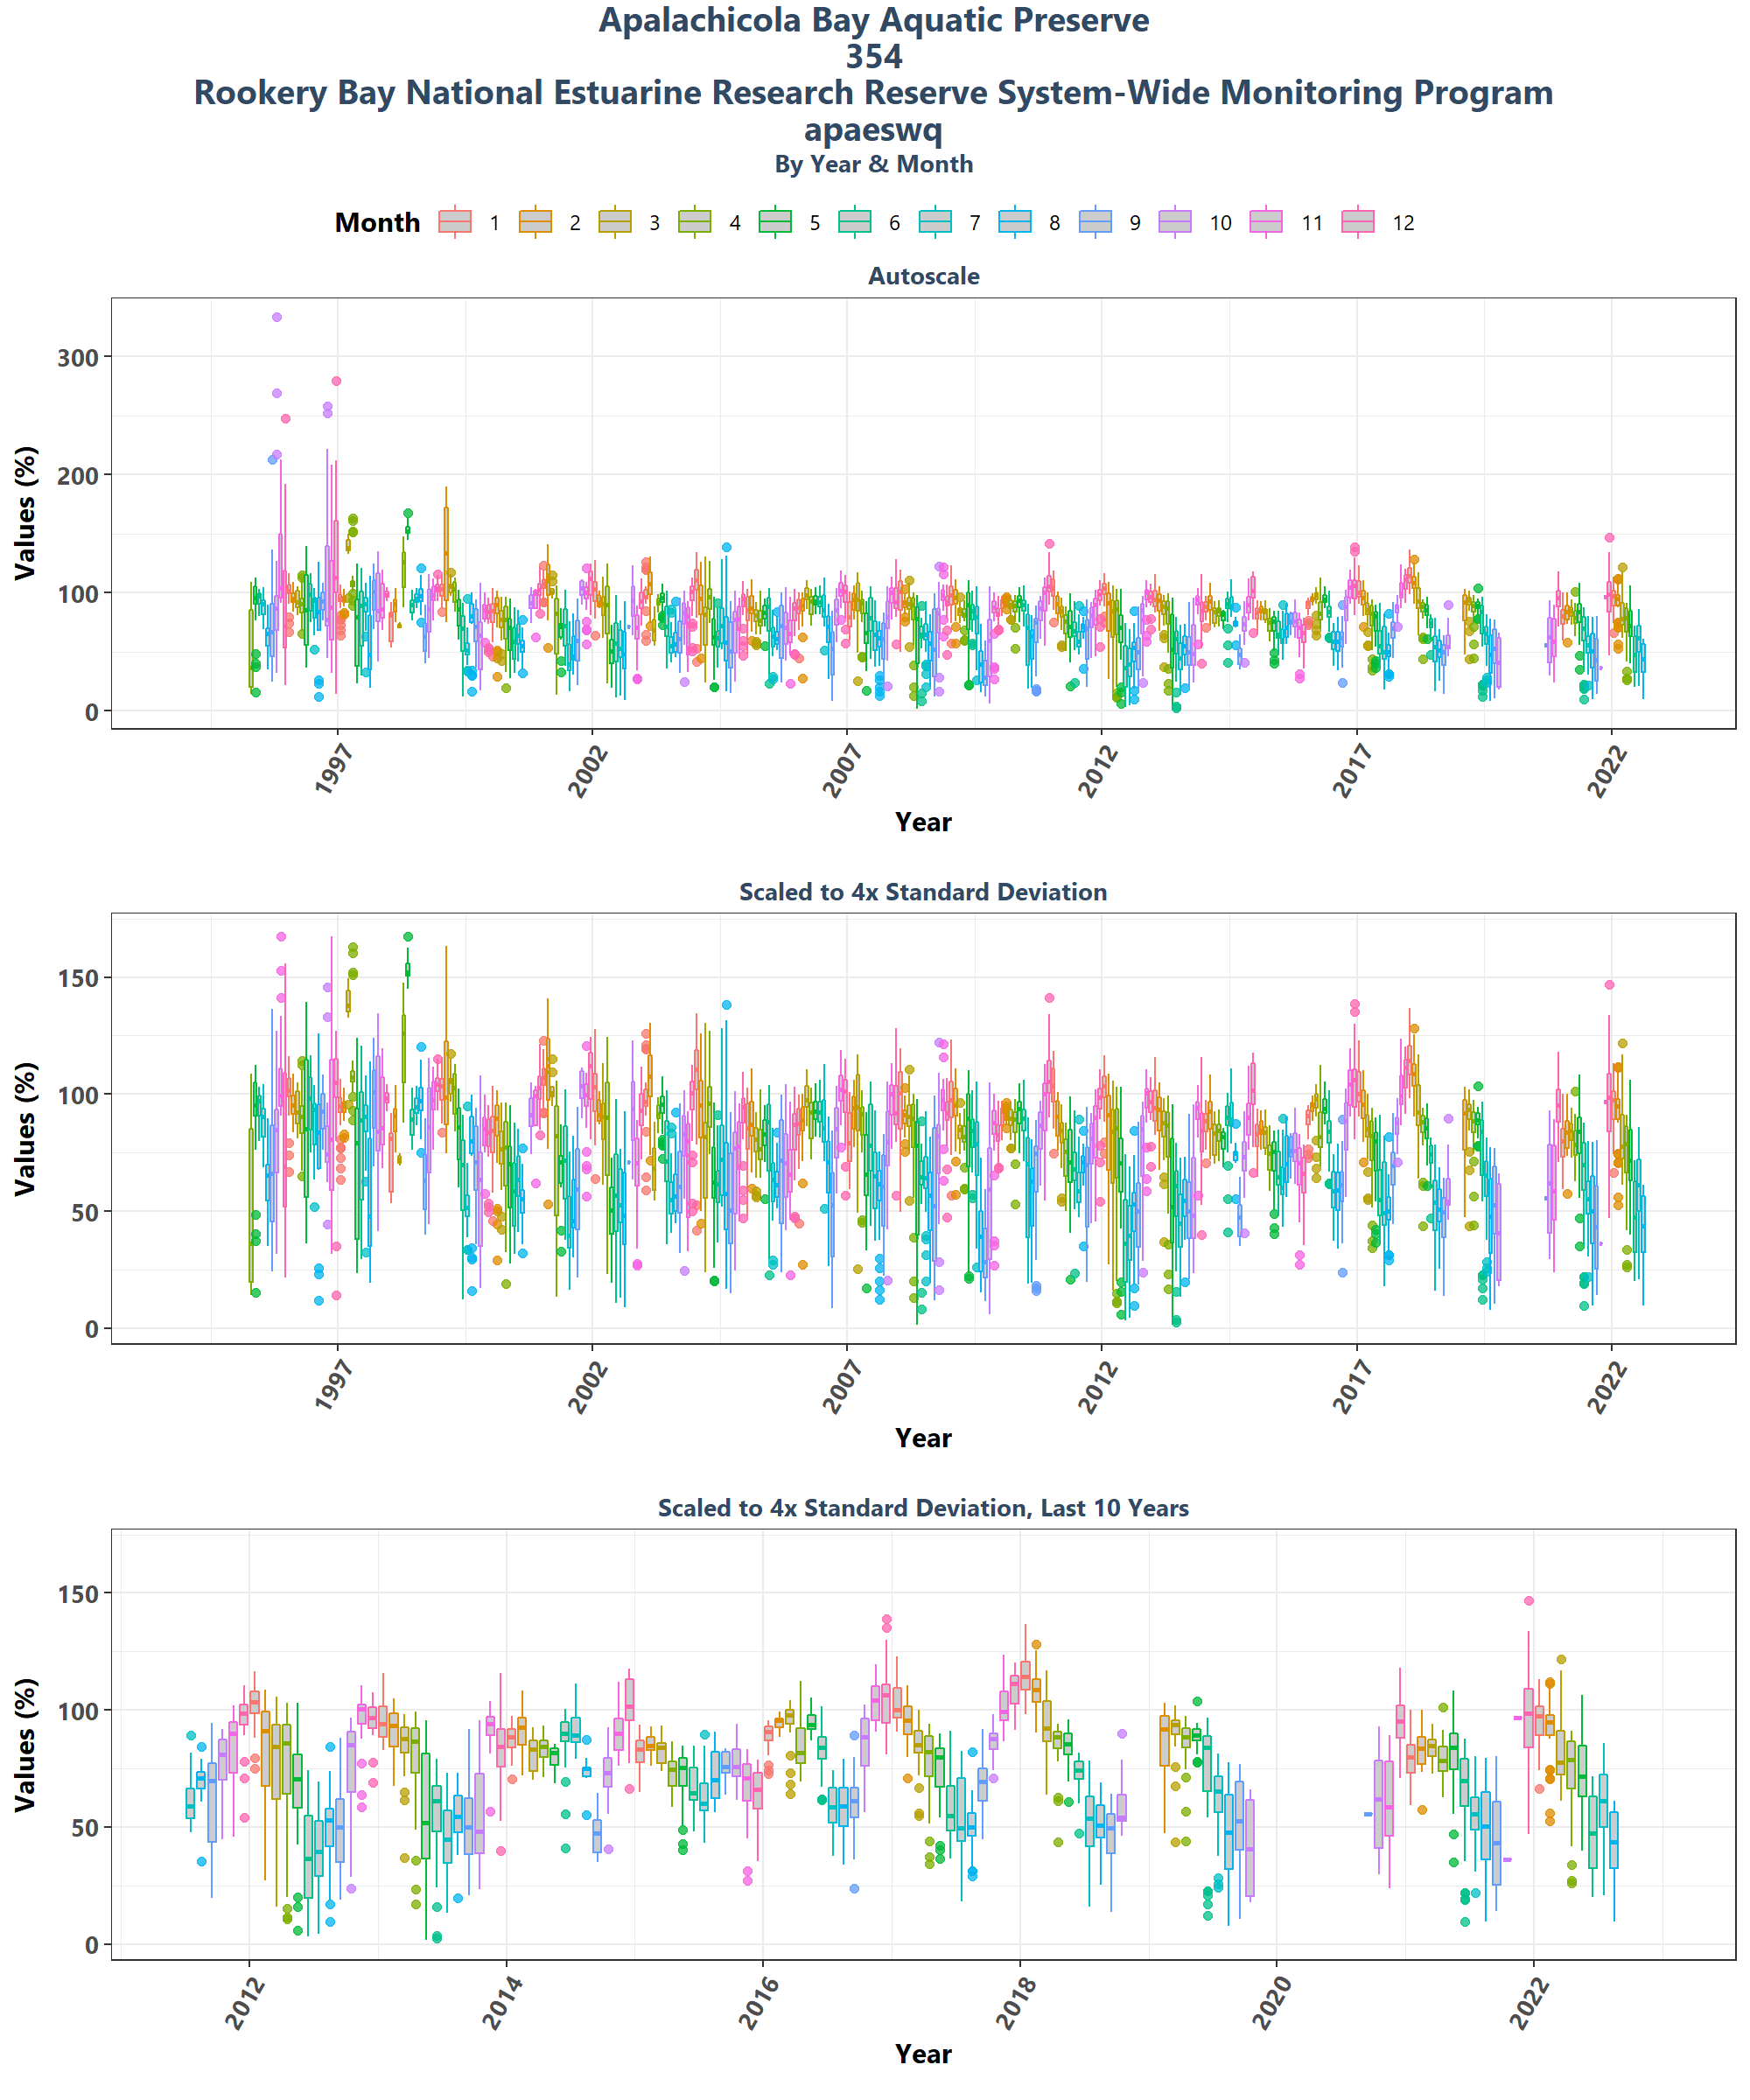 Apalachicola Bay Aquatic Preserve
354
Rookery Bay National Estuarine Research Reserve System-Wide Monitoring Program
apaeswq
By Year & Month
Month 1 2 3 4 5 6 7 8 9 10 11 12
Autoscale
Values (%)
300
200
100
0
1997 2002 2007 2012 2017 2022
Year
Scaled to 4x Standard Deviation
Values (%)
150
100
50
0
1997 2002 2007 2012 2017 2022
Year
Scaled to 4x Standard Deviation, Last 10 Years
Values (%)
150
100
50
0
2012 2014 2016 2018 2020 2022
Year